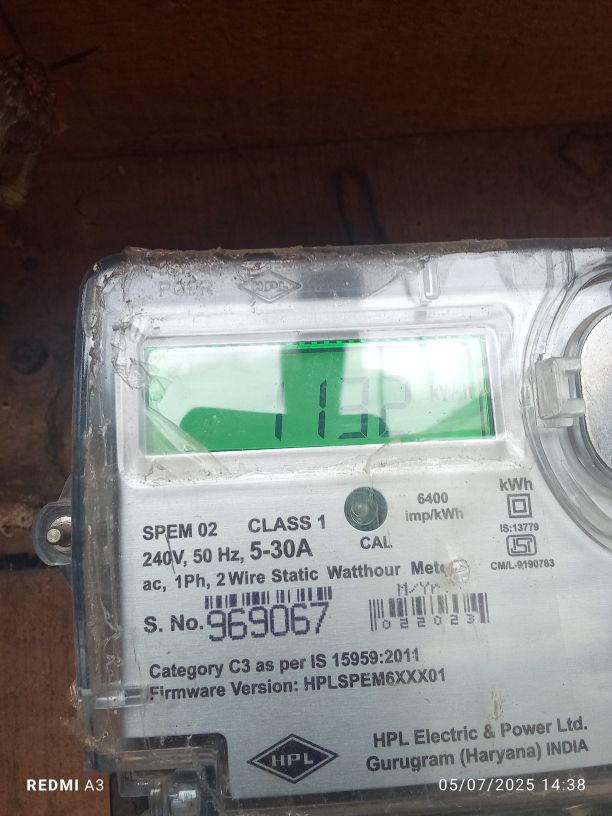 HPL
1132 kWh
6400
imp/kWh
kWh
IS:13779
CM/L-9190783
SPEM 02 CLASS 1
240V, 50 Hz, 5-30A
CAL
ac, 1Ph, 2 Wire Static Watthour Meter
M/Yr.
S. No. 969067
022023
Category C3 as per IS 15959:2011
Firmware Version: HPLSPEM6XXX01
HPL
HPL Electric & Power Ltd.
Gurugram (Haryana) INDIA
REDMI A3
05/07/2025 14:38